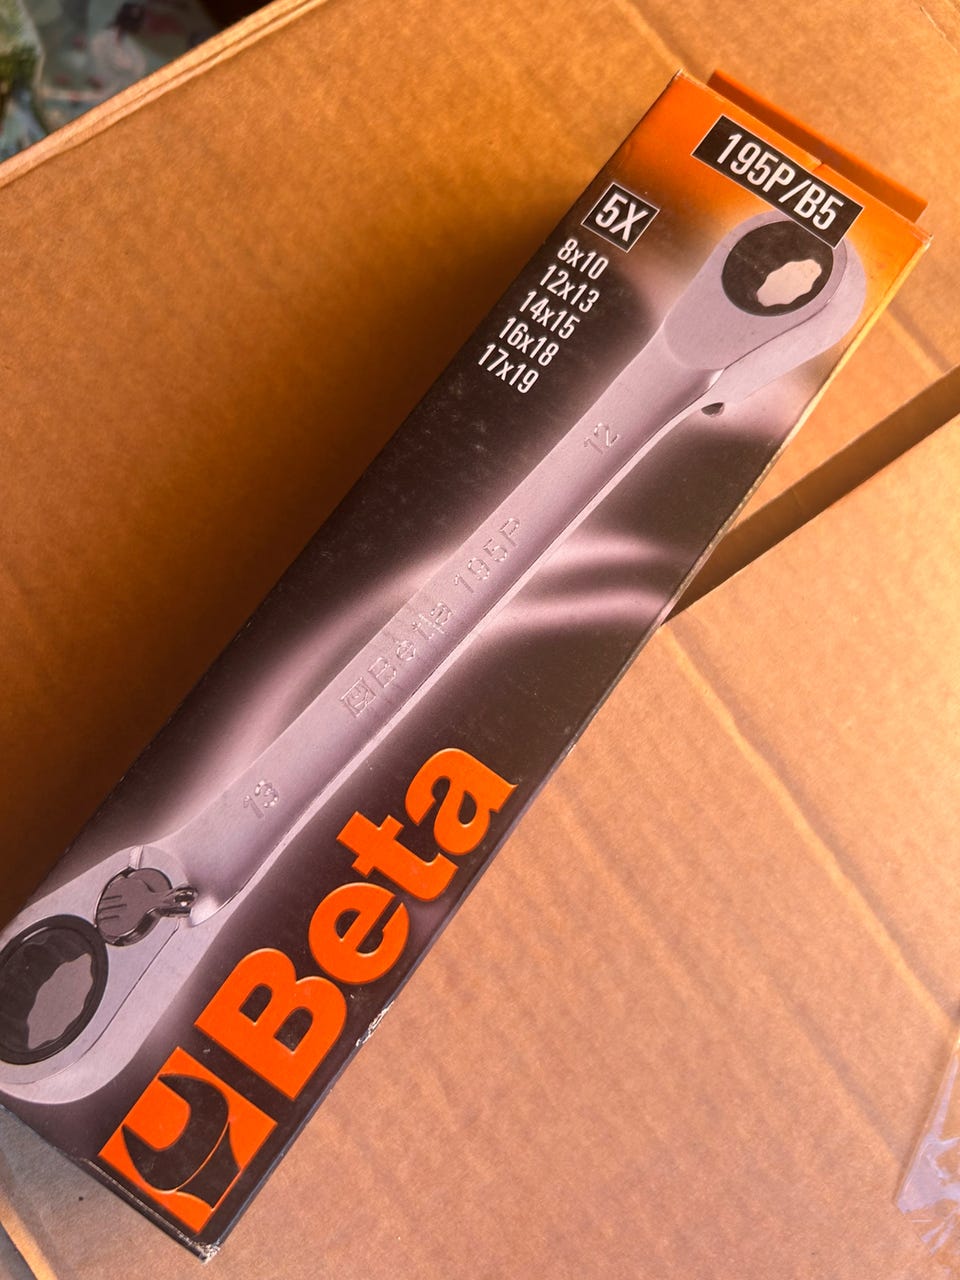 195P/B5
5X
8x10
12x13
14x15
16x18
17x19
12
Beta 195P
13
Beta